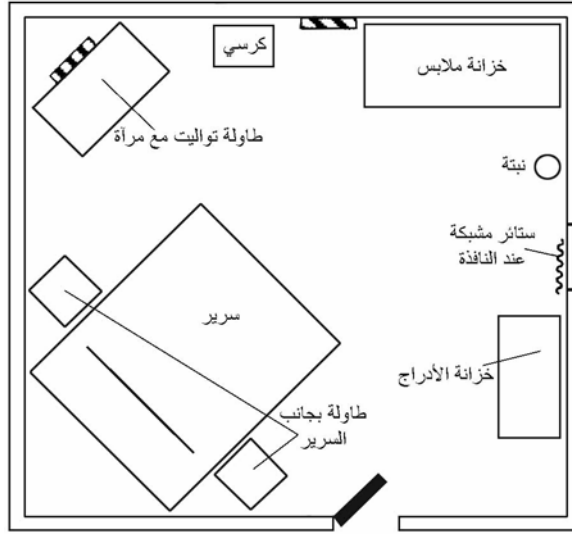 كرسي
خزانة ملابس
طاولة تواليت مع مرآة
نبتة
ستائر مشبكة
عند النافذة
سرير
خزانة الأدراج
طاولة بجانب
السرير